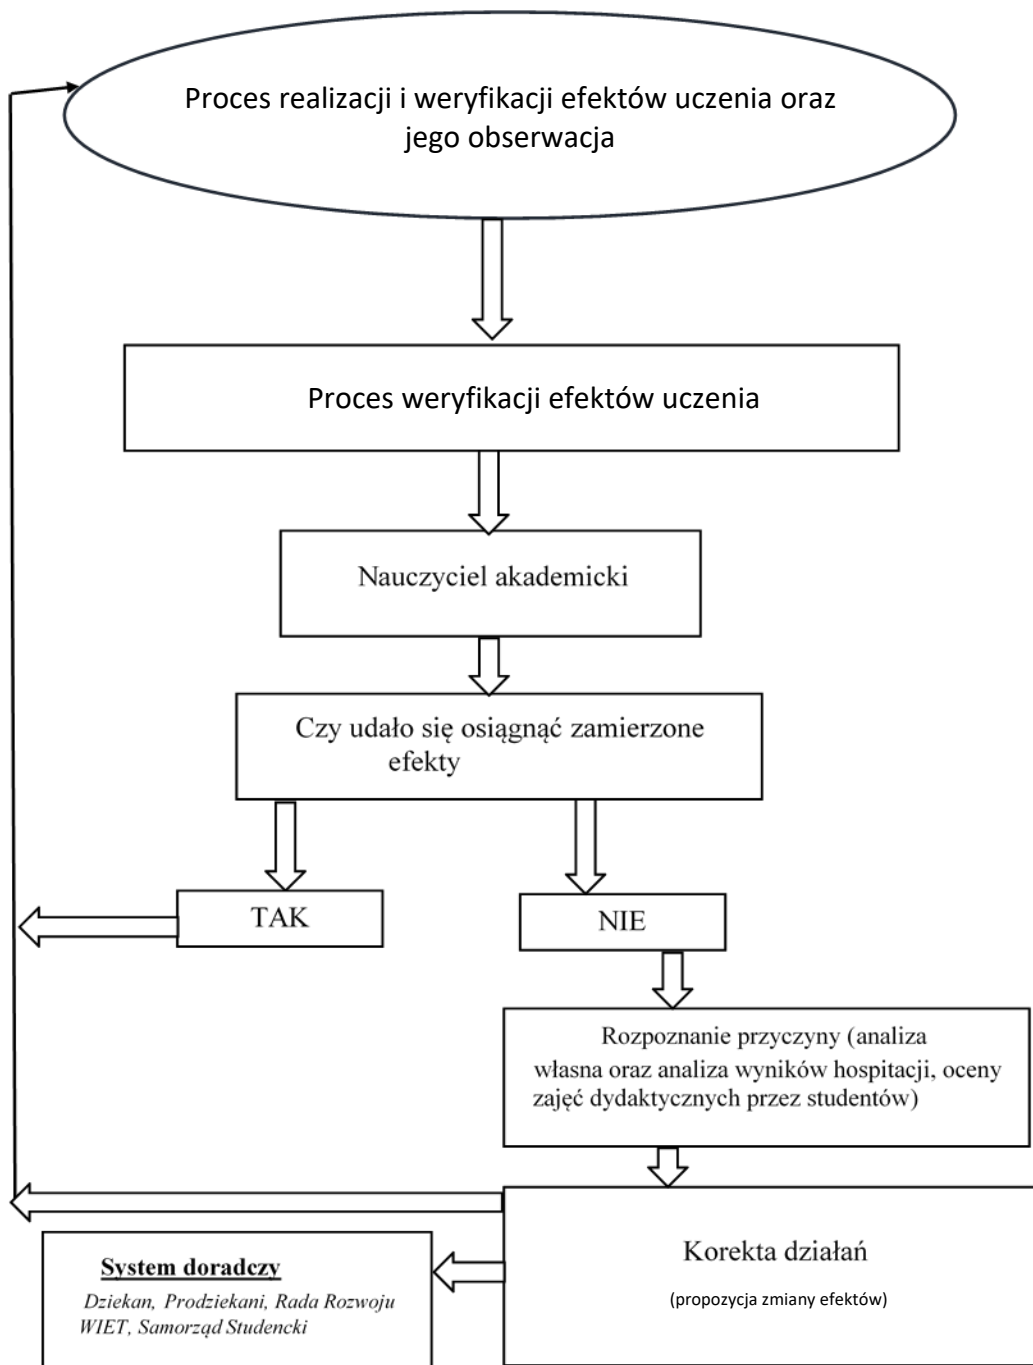 Proces realizacji i weryfikacji efektów uczenia oraz
jego obserwacja
Proces weryfikacji efektów uczenia
Nauczyciel akademicki
Czy udało się osiągnąć zamierzone
efekty
TAK
NIE
Rozpoznanie przyczyny (analiza
własna oraz analiza wyników hospitacji, oceny
zajęć dydaktycznych przez studentów)
Korekta działań
(propozycja zmiany efektów)
System doradczy
Dziekan, Prodziekani, Rada Rozwoju
WIET, Samorząd Studencki